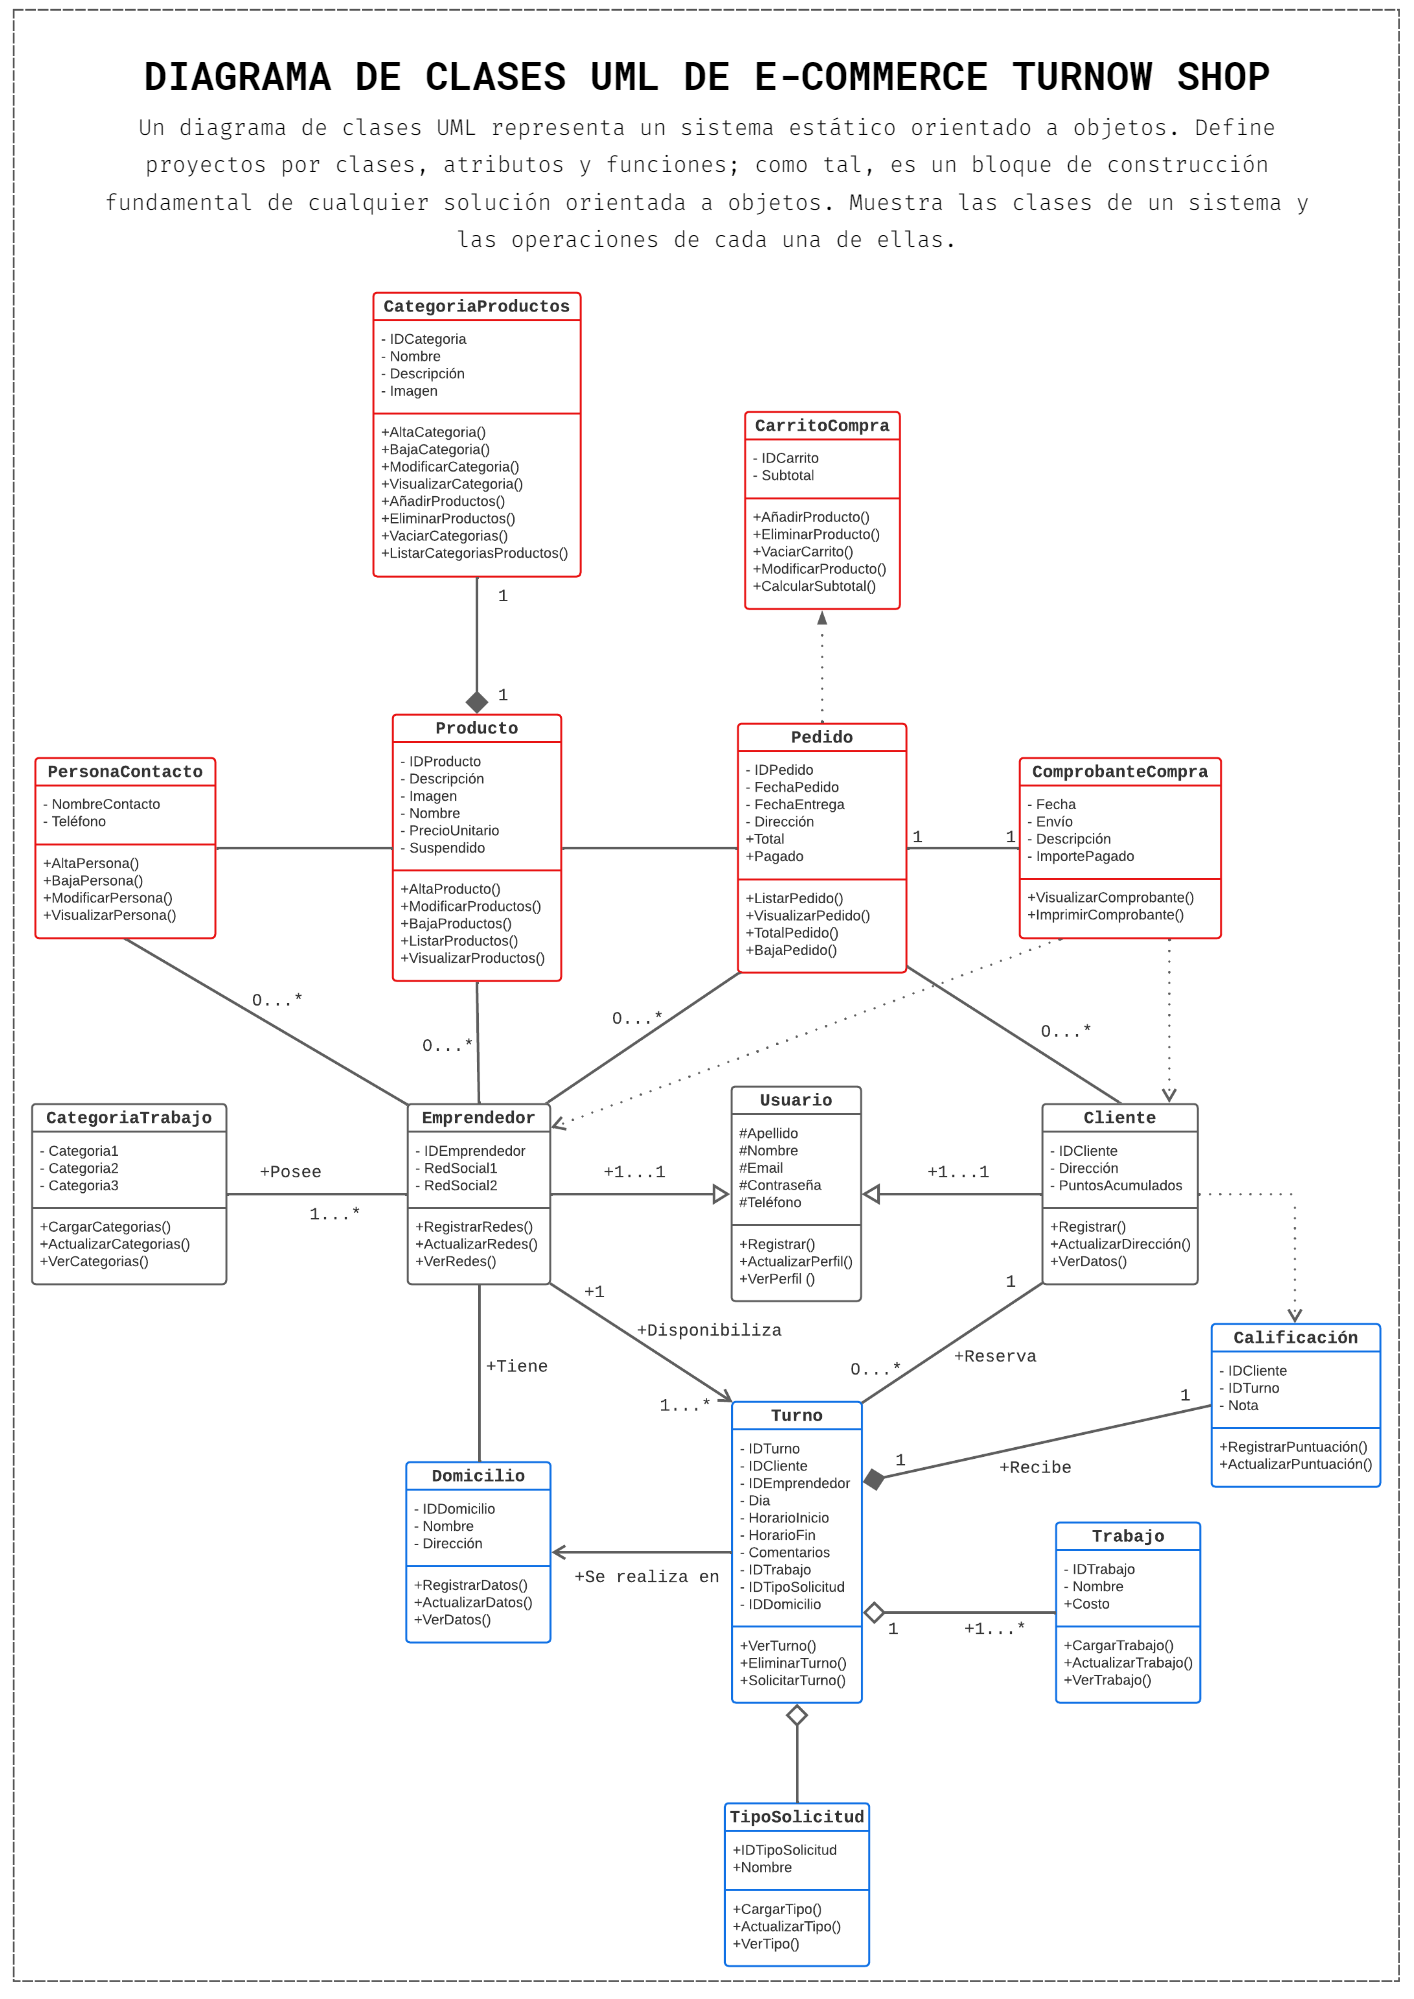 DIAGRAMA DE CLASES UML DE E-COMMERCE TURNOW SHOP
Un diagrama de clases UML representa un sistema estático orientado a objetos. Define
proyectos por clases, atributos y funciones; como tal, es un bloque de construcción
fundamental de cualquier solución orientada a objetos. Muestra las clases de un sistema y
las operaciones de cada una de ellas.
CategoriaProductos
- IDCategoria
- Nombre
- Descripción
- Imagen
+AltaCategoria()
+BajaCategoria()
+ModificarCategoria()
+VisualizarCategoria()
+AñadirProductos()
+EliminarProductos()
+VaciarCategorias()
+ListarCategoriasProductos()
CarritoCompra
- IDCarrito
- Subtotal
+AñadirProducto()
+EliminarProducto()
+VaciarCarrito()
+ModificarProducto()
+CalcularSubtotal()
1
1
PersonaContacto
- NombreContacto
- Teléfono
+AltaPersona()
+BajaPersona()
+ModificarPersona()
+VisualizarPersona()
Producto
- IDProducto
- Descripción
- Imagen
- Nombre
- PrecioUnitario
- Suspendido
+AltaProducto()
+ModificarProductos()
+BajaProductos()
+ListarProductos()
+VisualizarProductos()
Pedido
- IDPedido
- FechaPedido
- FechaEntrega
- Dirección
+Total
+Pagado
+ListarPedido()
+VisualizarPedido()
+TotalPedido()
+BajaPedido()
1
1
ComprobanteCompra
- Fecha
- Envío
- Descripción
- ImportePagado
+VisualizarComprobante()
+ImprimirComprobante()
0...*
0...*
0...*
0...*
CategoriaTrabajo
- Categoria1
- Categoria2
- Categoria3
+CargarCategorias()
+ActualizarCategorias()
+VerCategorias()
+Posee
1...*
Emprendedor
- IDEmprendedor
- RedSocial1
- RedSocial2
+RegistrarRedes()
+ActualizarRedes()
+VerRedes()
+1...1
Usuario
#Apellido
#Nombre
#Email
#Contraseña
#Teléfono
+Registrar()
+ActualizarPerfil()
+VerPerfil ()
+1...1
Cliente
- IDCliente
- Dirección
- PuntosAcumulados
+Registrar()
+ActualizarDirección()
+VerDatos()
+1
+Disponibiliza
1...*
1
+Reserva
0...*
+Tiene
Calificación
- IDCliente
- IDTurno
- Nota
+RegistrarPuntuación()
+ActualizarPuntuación()
1
1
+Recibe
Domicilio
- IDDomicilio
- Nombre
- Dirección
+RegistrarDatos()
+ActualizarDatos()
+VerDatos()
+Se realiza en
Turno
- IDTurno
- IDCliente
- IDEmprendedor
- Dia
- HorarioInicio
- HorarioFin
- Comentarios
- IDTrabajo
- IDTipoSolicitud
- IDDomicilio
+VerTurno()
+EliminarTurno()
+SolicitarTurno()
1
+1...*
Trabajo
- IDTrabajo
- Nombre
+Costo
+CargarTrabajo()
+ActualizarTrabajo()
+VerTrabajo()
TipoSolicitud
+IDTipoSolicitud
+Nombre
+CargarTipo()
+ActualizarTipo()
+VerTipo()